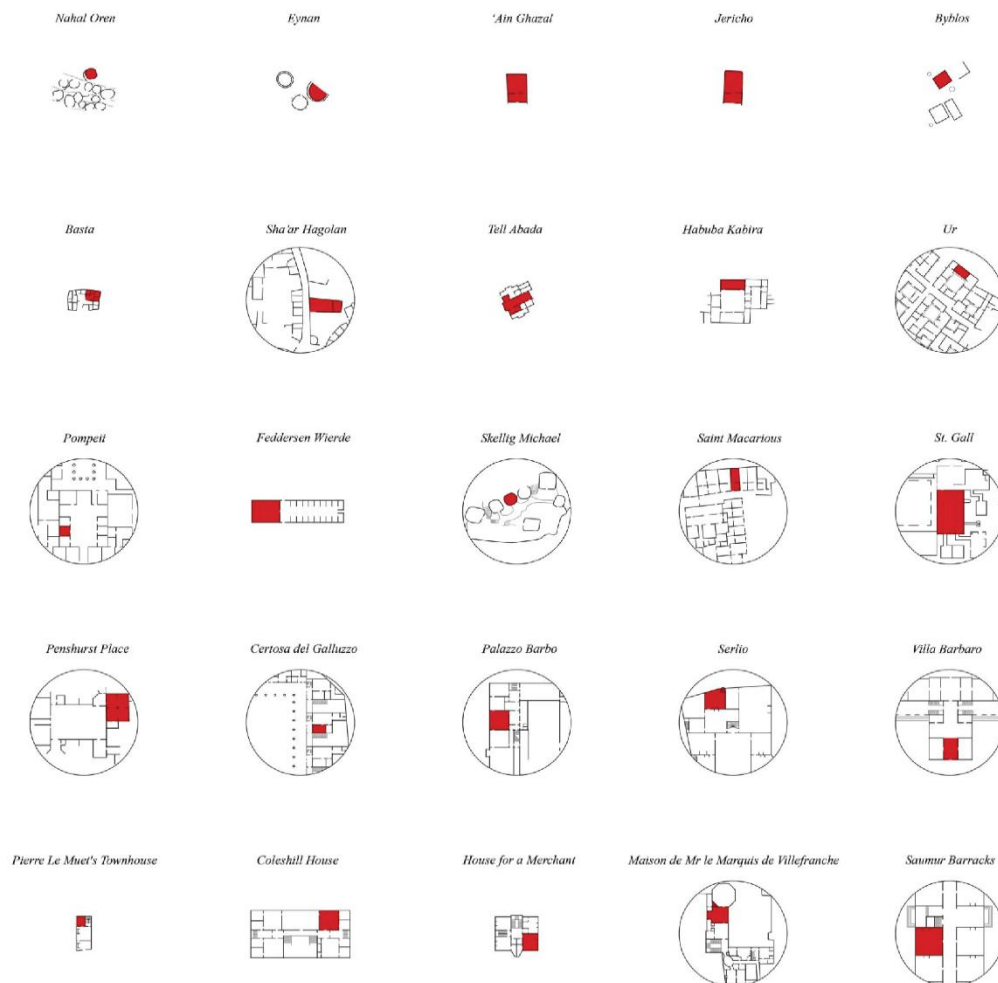 Nahal Oren
Eynan
'Ain Ghazal
Jericho
Byblos
Basta
Sha'ar Hagolan
Tell Abada
Habuba Kabira
Ur
Pompeii
Feddersen Wierde
Skellig Michael
Saint Macarious
St. Gall
Penshurst Place
Certosa del Galluzzo
Palazzo Barbo
Serlio
Villa Barbaro
Pierre Le Muet's Townhouse
Coleshill House
House for a Merchant
Maison de Mr le Marquis de Villefranche
Saumur Barracks